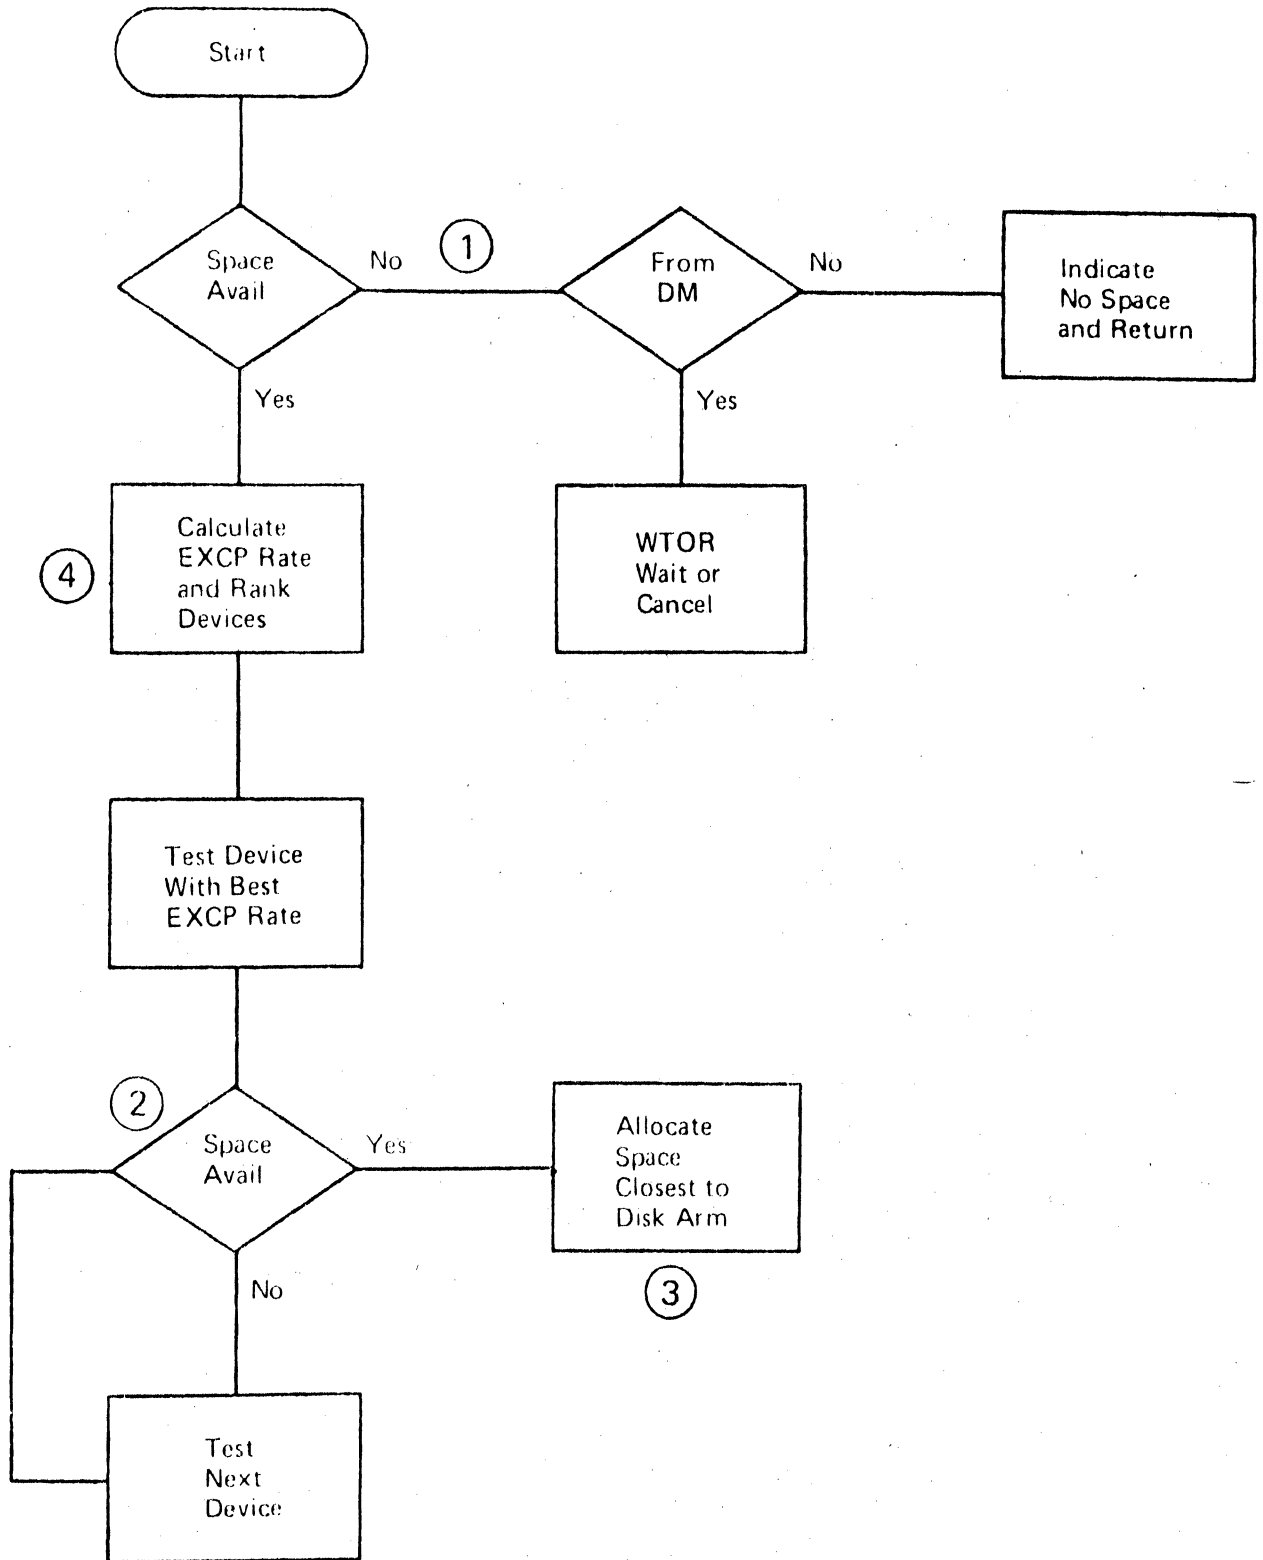 Start
Space
Avail
No
1
From
DM
No
Indicate
No Space
and Return
Yes
Yes
Calculate
EXCP Rate
and Rank
Devices
4
WTOR
Wait or
Cancel
Test Device
With Best
EXCP Rate
2
Space
Avail
Yes
Allocate
Space
Closest to
Disk Arm
3
No
Test
Next
Device